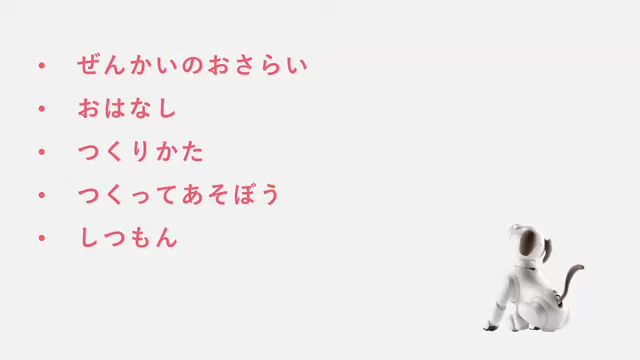 • ぜんかいのおさらい
• おはなし
• つくりかた
• つくってあそぼう
• しつもん